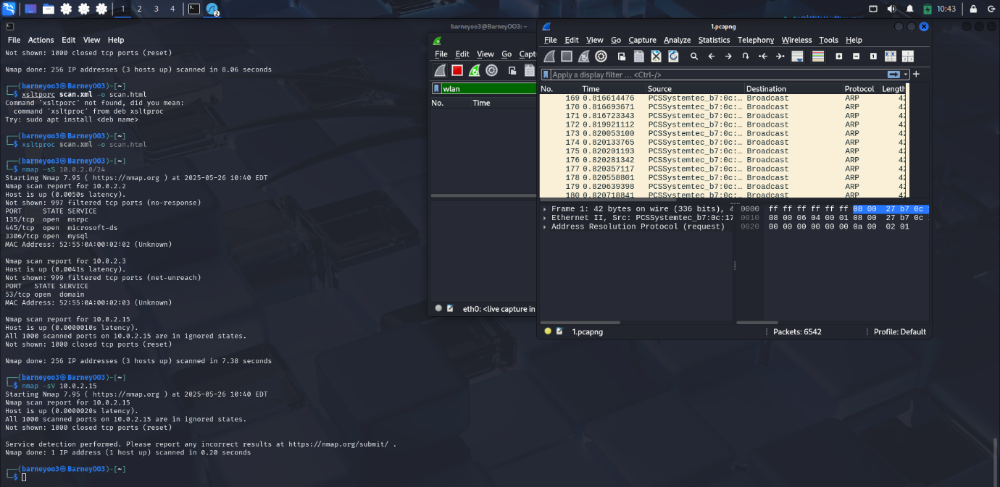 1 2 3 4 2 10:43
File Actions Edit View Help
Not shown: 1000 closed tcp ports (reset)
Nmap done: 256 IP addresses (3 hosts up) scanned in 8.06 seconds
┌──(barneyoo3㉿BarneyOO3)-[~]
└─$ xsltporc scan.xml -o scan.html
Command 'xsltporc' not found, did you mean:
command 'xsltproc' from deb xsltproc
Try: sudo apt install <deb name>
┌──(barneyoo3㉿BarneyOO3)-[~]
└─$ xsltproc scan.xml -o scan.html
┌──(barneyoo3㉿BarneyOO3)-[~]
└─$ nmap -sS 10.0.2.0/24
Starting Nmap 7.95 ( https://nmap.org ) at 2025-05-26 10:40 EDT
Nmap scan report for 10.0.2.2
Host is up (0.0050s latency).
Not shown: 997 filtered tcp ports (no-response)
PORT STATE SERVICE
135/tcp open msrpc
445/tcp open microsoft-ds
3306/tcp open mysql
MAC Address: 52:55:0A:00:02:02 (Unknown)
Nmap scan report for 10.0.2.3
Host is up (0.0041s latency).
Not shown: 999 filtered tcp ports (net-unreach)
PORT STATE SERVICE
53/tcp open domain
MAC Address: 52:55:0A:00:02:03 (Unknown)
Nmap scan report for 10.0.2.15
Host is up (0.0000010s latency).
All 1000 scanned ports on 10.0.2.15 are in ignored states.
Not shown: 1000 closed tcp ports (reset)
Nmap done: 256 IP addresses (3 hosts up) scanned in 7.38 seconds
┌──(barneyoo3㉿BarneyOO3)-[~]
└─$ nmap -sV 10.0.2.15
Starting Nmap 7.95 ( https://nmap.org ) at 2025-05-26 10:40 EDT
Nmap scan report for 10.0.2.15
Host is up (0.0000020s latency).
All 1000 scanned ports on 10.0.2.15 are in ignored states.
Not shown: 1000 closed tcp ports (reset)
Service detection performed. Please report any incorrect results at https://nmap.org/submit/ .
Nmap done: 1 IP address (1 host up) scanned in 0.20 seconds
┌──(barneyoo3㉿BarneyOO3)-[~]
└─$
barneyoo3@BarneyOO3: ~
File Edit View Go Capt
wlan
No. Time
eth0: <live capture in
1.pcapng
File Edit View Go Capture Analyze Statistics Telephony Wireless Tools Help
Apply a display filter ... <Ctrl-/>
No. Time Source Destination Protocol Length
169 0.816614476 PCSSystemtec_b7:0c:… Broadcast ARP 42
170 0.816693671 PCSSystemtec_b7:0c:… Broadcast ARP 42
171 0.816723343 PCSSystemtec_b7:0c:… Broadcast ARP 42
172 0.819921112 PCSSystemtec_b7:0c:… Broadcast ARP 42
173 0.820053100 PCSSystemtec_b7:0c:… Broadcast ARP 42
174 0.820133765 PCSSystemtec_b7:0c:… Broadcast ARP 42
175 0.820201193 PCSSystemtec_b7:0c:… Broadcast ARP 42
176 0.820281342 PCSSystemtec_b7:0c:… Broadcast ARP 42
177 0.820357117 PCSSystemtec_b7:0c:… Broadcast ARP 42
178 0.820558801 PCSSystemtec_b7:0c:… Broadcast ARP 42
179 0.820639398 PCSSystemtec_b7:0c:… Broadcast ARP 42
180 0.820718841 PCSSystemtec_b7:0c:… Broadcast ARP 42
Frame 1: 42 bytes on wire (336 bits), 4
Ethernet II, Src: PCSSystemtec_b7:0c:17
Address Resolution Protocol (request)
0000 ff ff ff ff ff ff 08 00 27 b7 0c
0010 08 00 06 04 00 01 08 00 27 b7 0c
0020 00 00 00 00 00 00 0a 00 02 01
1.pcapng
Packets: 6542
Profile: Default